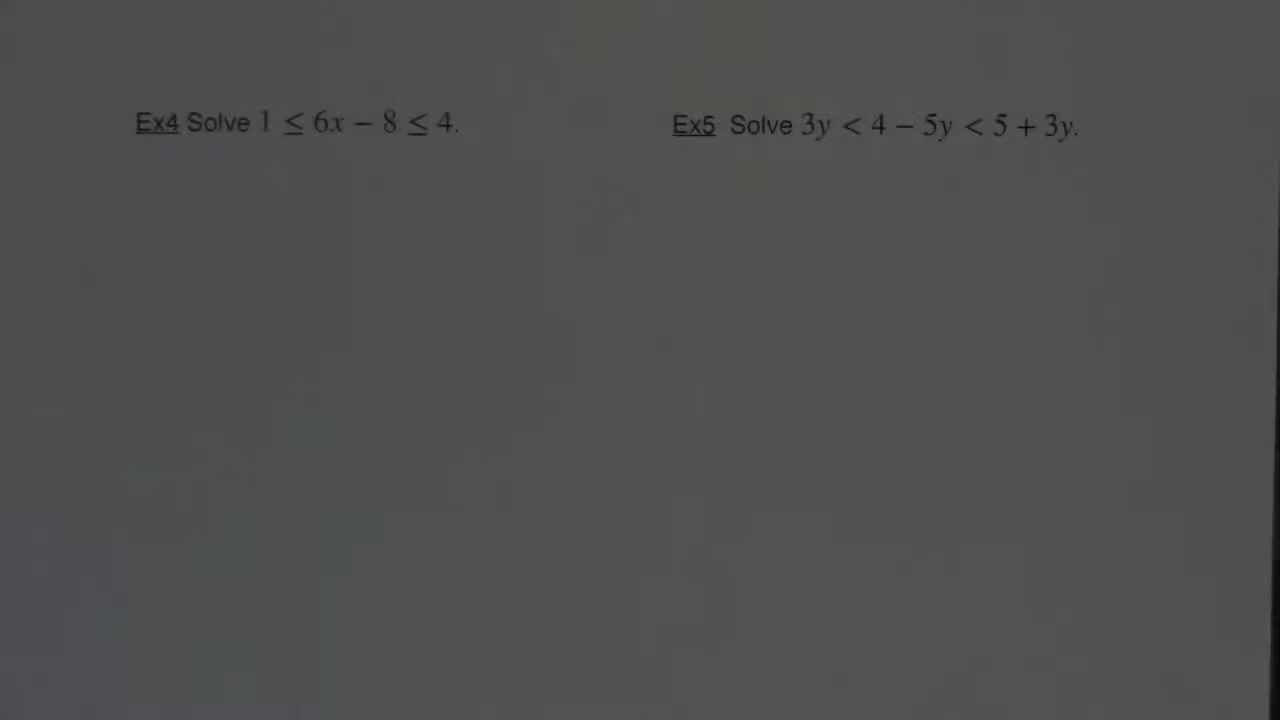 Ex4 Solve 1 ≤ 6x − 8 ≤ 4.
Ex5 Solve 3y < 4 − 5y < 5 + 3y.